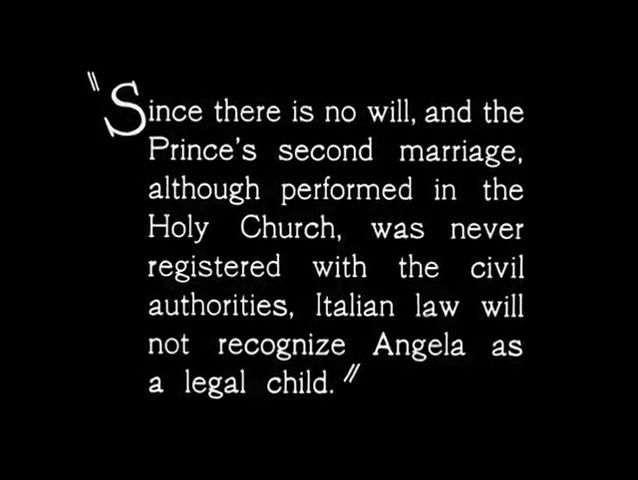 "Since there is no will, and the
Prince's second marriage,
although performed in the
Holy Church, was never
registered with the civil
authorities, Italian law will
not recognize Angela as
a legal child."